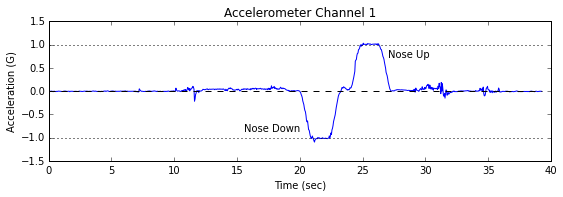 Accelerometer Channel 1
1.5
1.0
0.5
0.0
−0.5
−1.0
−1.5
Acceleration (G)
Nose Up
Nose Down
0 5 10 15 20 25 30 35 40
Time (sec)